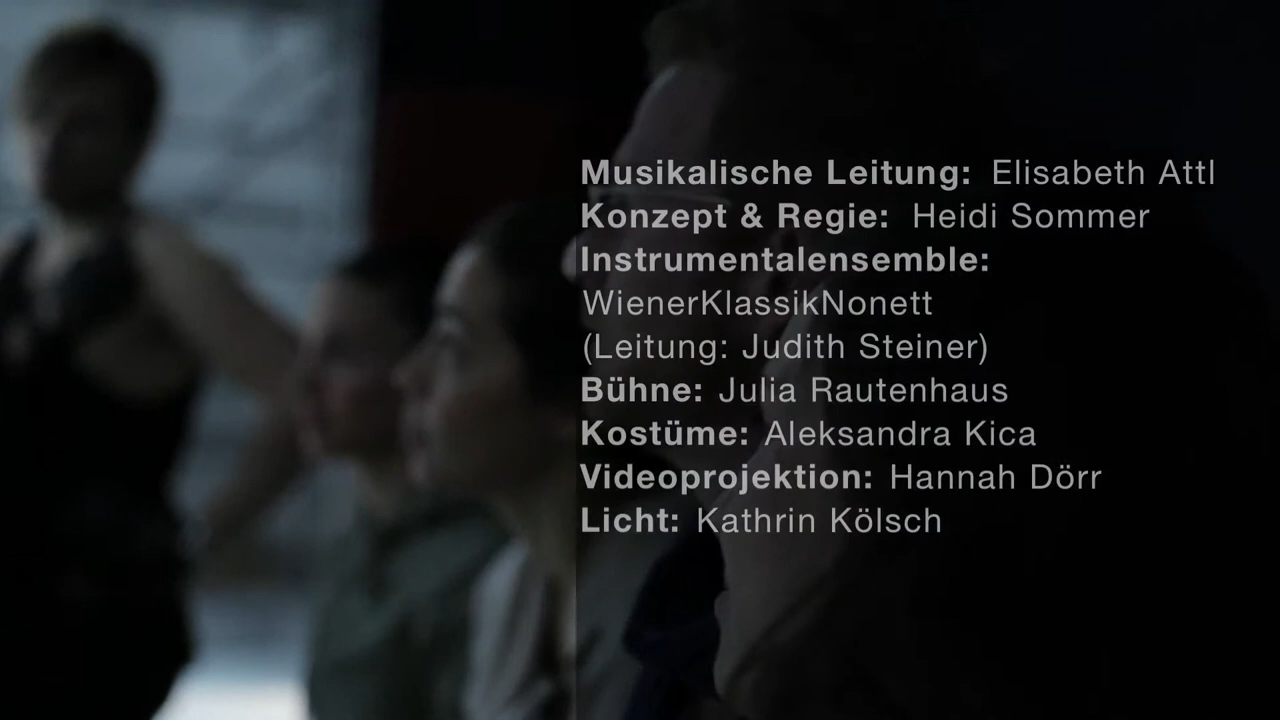 Musikalische Leitung: Elisabeth Attl
Konzept & Regie: Heidi Sommer
Instrumentalensemble:
WienerKlassikNonett
(Leitung: Judith Steiner)
Bühne: Julia Rautenhaus
Kostüme: Aleksandra Kica
Videoprojektion: Hannah Dörr
Licht: Kathrin Kölsch